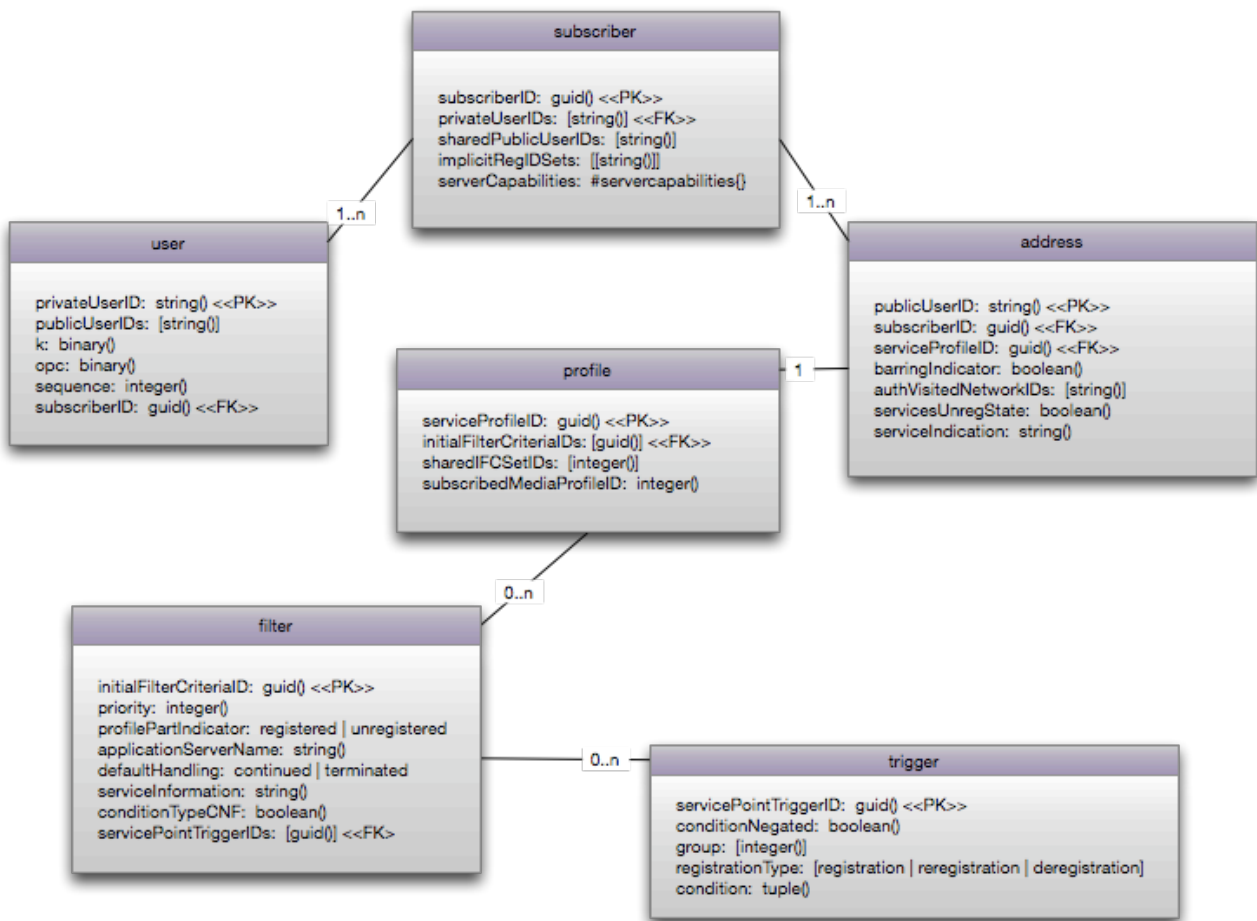 subscriber
subscriberID: guid() <<PK>>
privateUserIDs: [string()] <<FK>>
sharedPublicUserIDs: [string()]
implicitRegIDSets: [[string()]]
serverCapabilities: #servercapabilities{}
1..n
1..n
user
privateUserID: string() <<PK>>
publicUserIDs: [string()]
k: binary()
opc: binary()
sequence: integer()
subscriberID: guid() <<FK>>
address
publicUserID: string() <<PK>>
subscriberID: guid() <<FK>>
serviceProfileID: guid() <<FK>>
barringIndicator: boolean()
authVisitedNetworkIDs: [string()]
servicesUnregState: boolean()
serviceIndication: string()
profile
1
serviceProfileID: guid() <<PK>>
initialFilterCriteriaIDs: [guid()] <<FK>>
sharedIFCSetIDs: [integer()]
subscribedMediaProfileID: integer()
0..n
filter
initialFilterCriteriaID: guid() <<PK>>
priority: integer()
profilePartIndicator: registered | unregistered
applicationServerName: string()
defaultHandling: continued | terminated
serviceInformation: string()
conditionTypeCNF: boolean()
servicePointTriggerIDs: [guid()] <<FK>
0..n
trigger
servicePointTriggerID: guid() <<PK>>
conditionNegated: boolean()
group: [integer()]
registrationType: [registration | reregistration | deregistration]
condition: tuple()